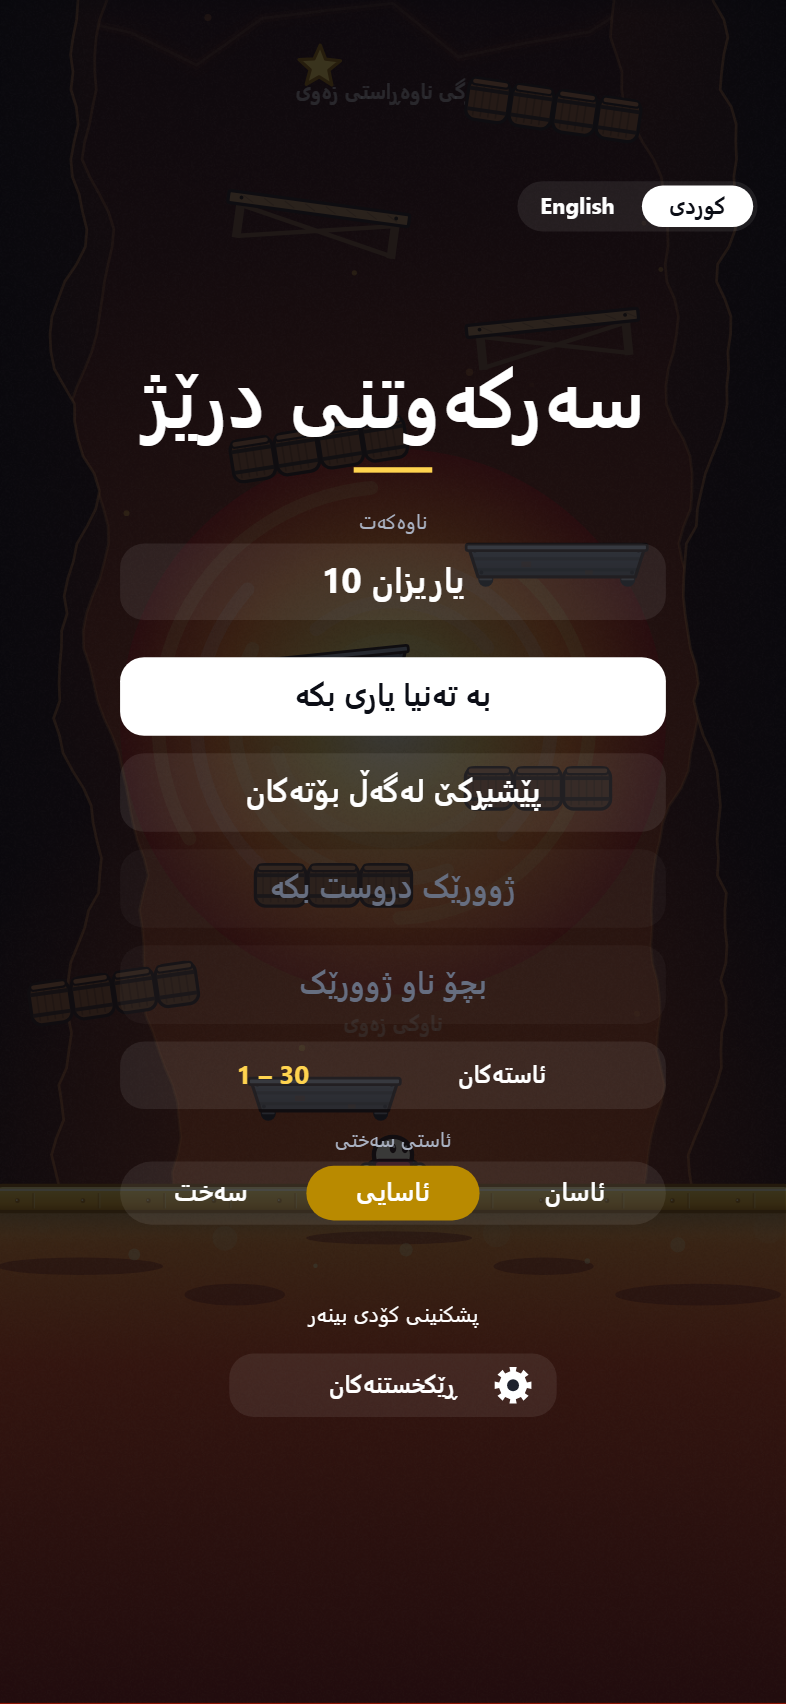 گی ناوەڕاستی زەوی
کوردی
English
سەرکەوتنی درێژ
ناوەکەت
یاریزان 10
بە تەنیا یاری بکە
پێشبڕکێ لەگەڵ بۆتەکان
ژوورێک دروست بکە
بچۆ ناو ژوورێک
ناوکی زەوی
ئاستەکان
1 – 30
ئاستی سەختی
ئاسان
ئاسایی
سەخت
پشکنینی کۆدی بینەر
ڕێکخستنەکان